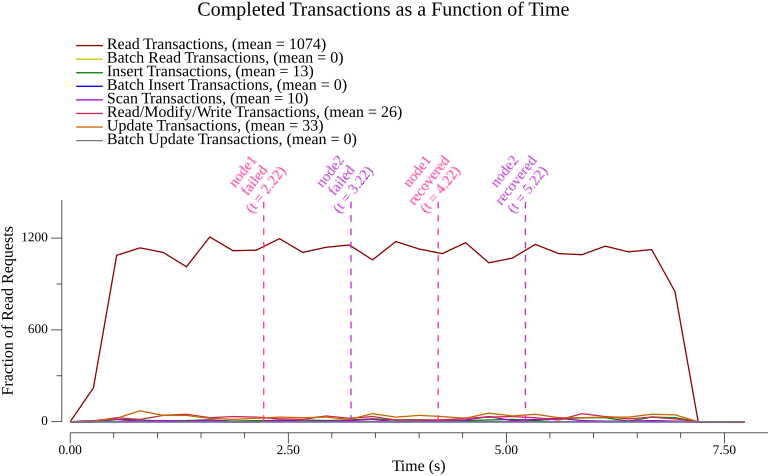 Completed Transactions as a Function of Time
Read Transactions, (mean = 1074)
Batch Read Transactions, (mean = 0)
Insert Transactions, (mean = 13)
Batch Insert Transactions, (mean = 0)
Scan Transactions, (mean = 10)
Read/Modify/Write Transactions, (mean = 26)
Update Transactions, (mean = 33)
Batch Update Transactions, (mean = 0)
node1
failed
(t = 2.22)
node2
failed
(t = 3.22)
node1
recovered
(t = 4.22)
node2
recovered
(t = 5.22)
Fraction of Read Requests
1200
600
0
0.00
2.50
5.00
7.50
Time (s)